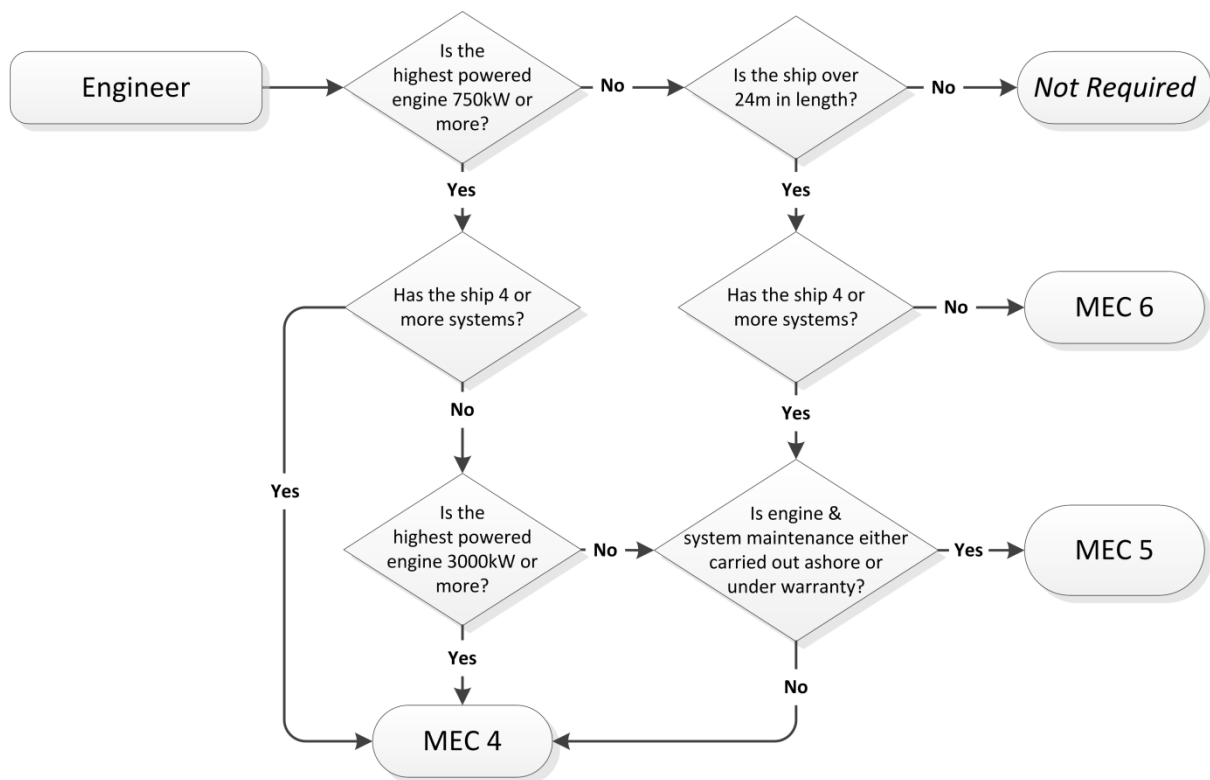 Engineer
Is the
highest powered
engine 750kW or
more?
No
Is the ship over
24m in length?
No
Not Required
Yes
Yes
Has the ship 4 or
more systems?
Has the ship 4 or
more systems?
No
MEC 6
No
Yes
Yes
Is the
highest powered
engine 3000kW or
more?
No
Is engine &
system maintenance either
carried out ashore or
under warranty?
Yes
MEC 5
Yes
No
MEC 4